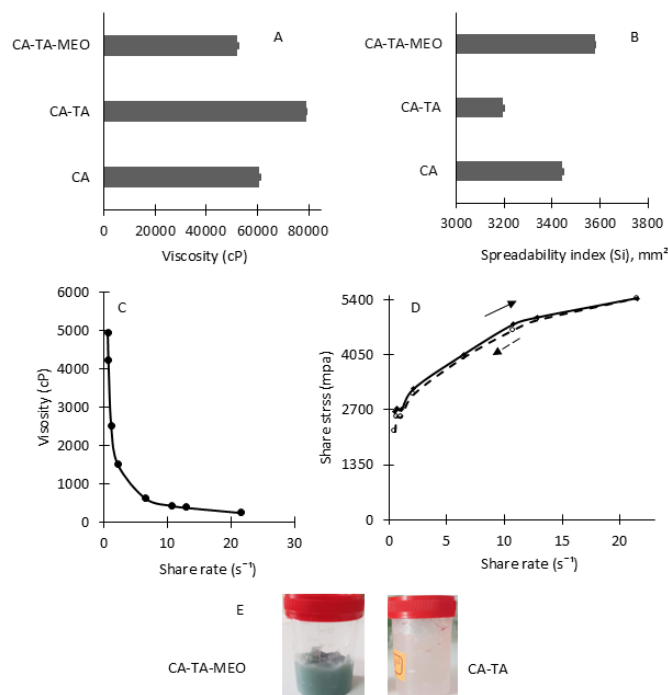 A
CA-TA-MEO
CA-TA
CA
0 20000 40000 60000 80000
Viscosity (cP)
B
CA-TA-MEO
CA-TA
CA
3000 3200 3400 3600 3800
Spreadability index (Si), mm²
C
6000
5000
4000
3000
2000
1000
0
Visosity (cP)
0 10 20 30
Share rate (s⁻¹)
D
5400
4050
2700
1350
0
Share strss (mpa)
0 5 10 15 20
Share rate (s⁻¹)
E
CA-TA-MEO
CA-TA